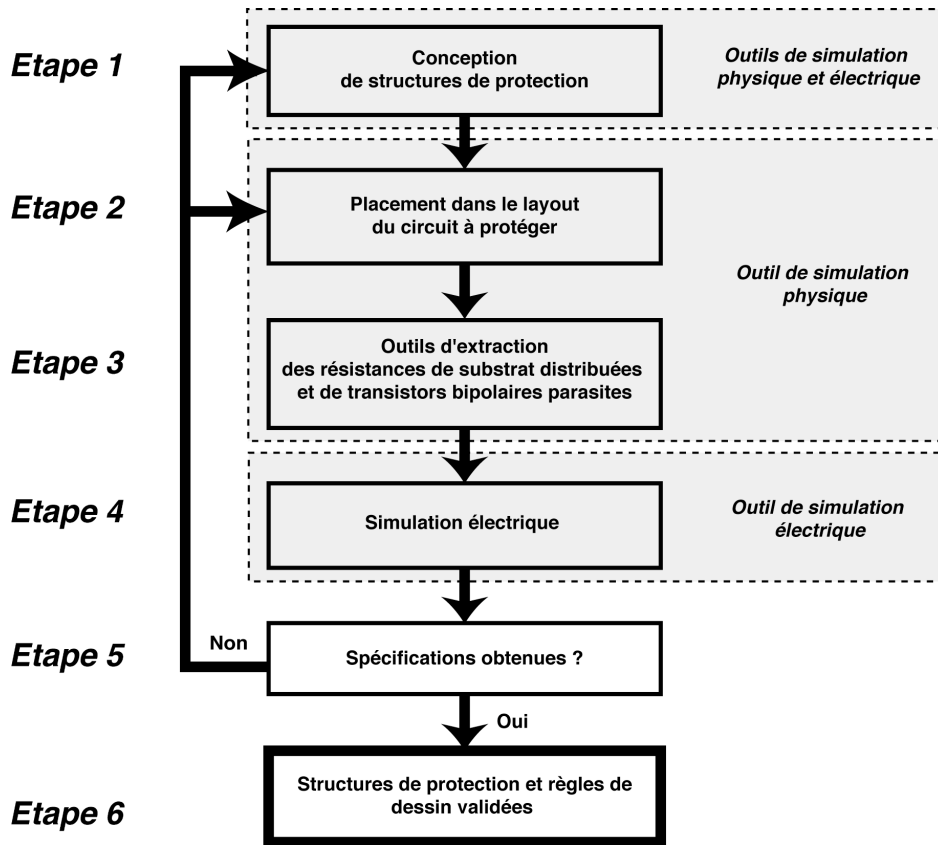 Etape 1
Conception
de structures de protection
Outils de simulation
physique et électrique
Etape 2
Placement dans le layout
du circuit à protéger
Outil de simulation
physique
Etape 3
Outils d'extraction
des résistances de substrat distribuées
et de transistors bipolaires parasites
Etape 4
Simulation électrique
Outil de simulation
électrique
Etape 5
Non
Spécifications obtenues ?
Oui
Etape 6
Structures de protection et règles de
dessin validées